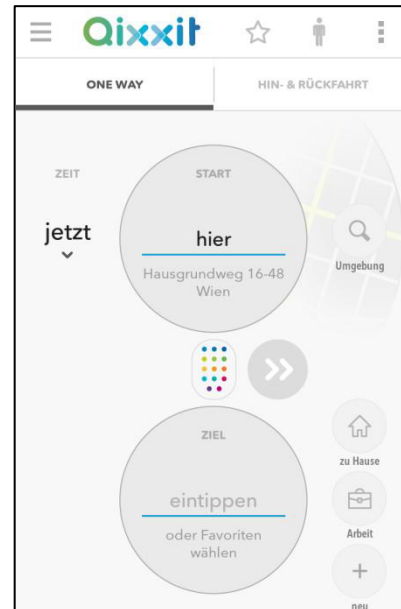 Qixxit
ONE WAY
HIN- & RÜCKFAHRT
ZEIT
START
jetzt
hier
Hausgrundweg 16-48
Wien
Umgebung
ZIEL
eintippen
oder Favoriten
wählen
zu Hause
Arbeit
neu